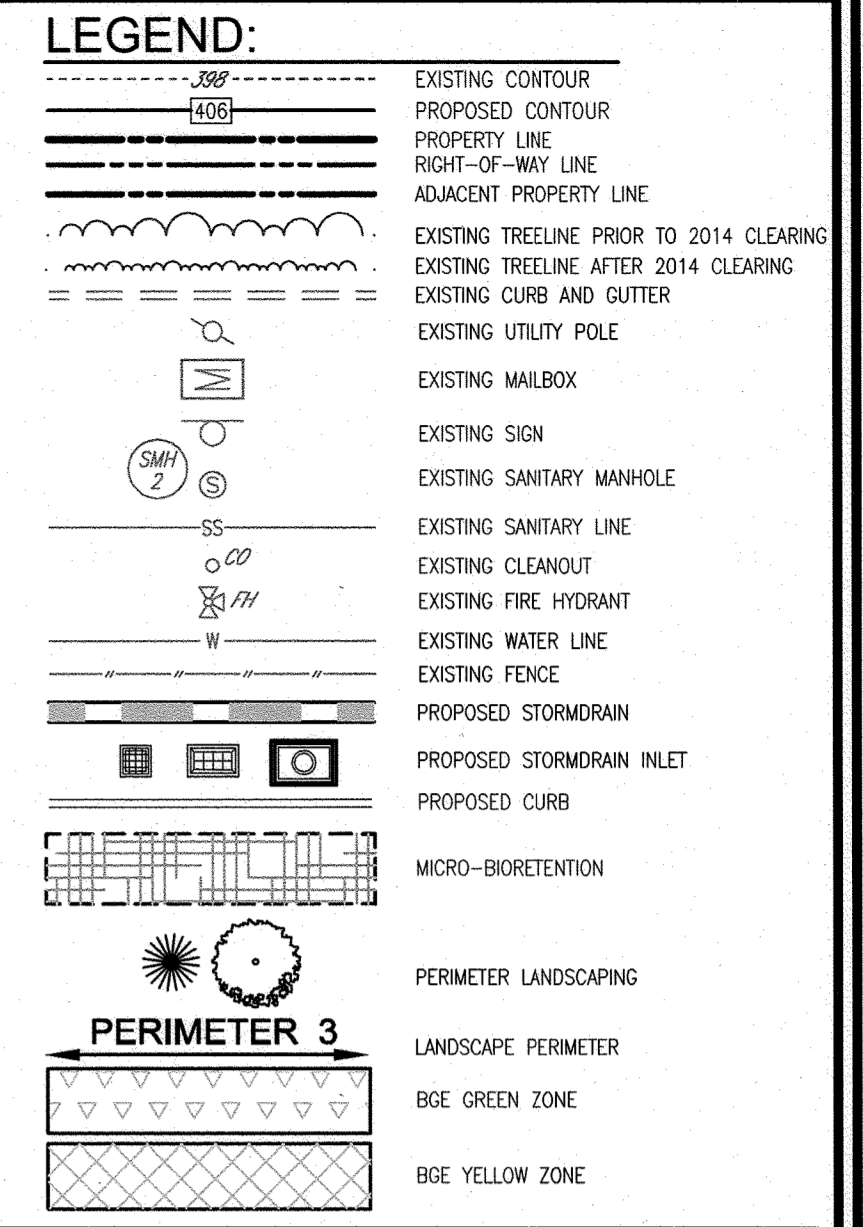 LEGEND:
398 EXISTING CONTOUR
406 PROPOSED CONTOUR
PROPERTY LINE
RIGHT-OF-WAY LINE
ADJACENT PROPERTY LINE
EXISTING TREELINE PRIOR TO 2014 CLEARING
EXISTING TREELINE AFTER 2014 CLEARING
EXISTING CURB AND GUTTER
EXISTING UTILITY POLE
EXISTING MAILBOX
EXISTING SIGN
SMH
2
S EXISTING SANITARY MANHOLE
SS EXISTING SANITARY LINE
CO EXISTING CLEANOUT
FH EXISTING FIRE HYDRANT
W EXISTING WATER LINE
EXISTING FENCE
PROPOSED STORMDRAIN
PROPOSED STORMDRAIN INLET
PROPOSED CURB
MICRO-BIORETENTION
PERIMETER LANDSCAPING
PERIMETER 3
LANDSCAPE PERIMETER
BGE GREEN ZONE
BGE YELLOW ZONE